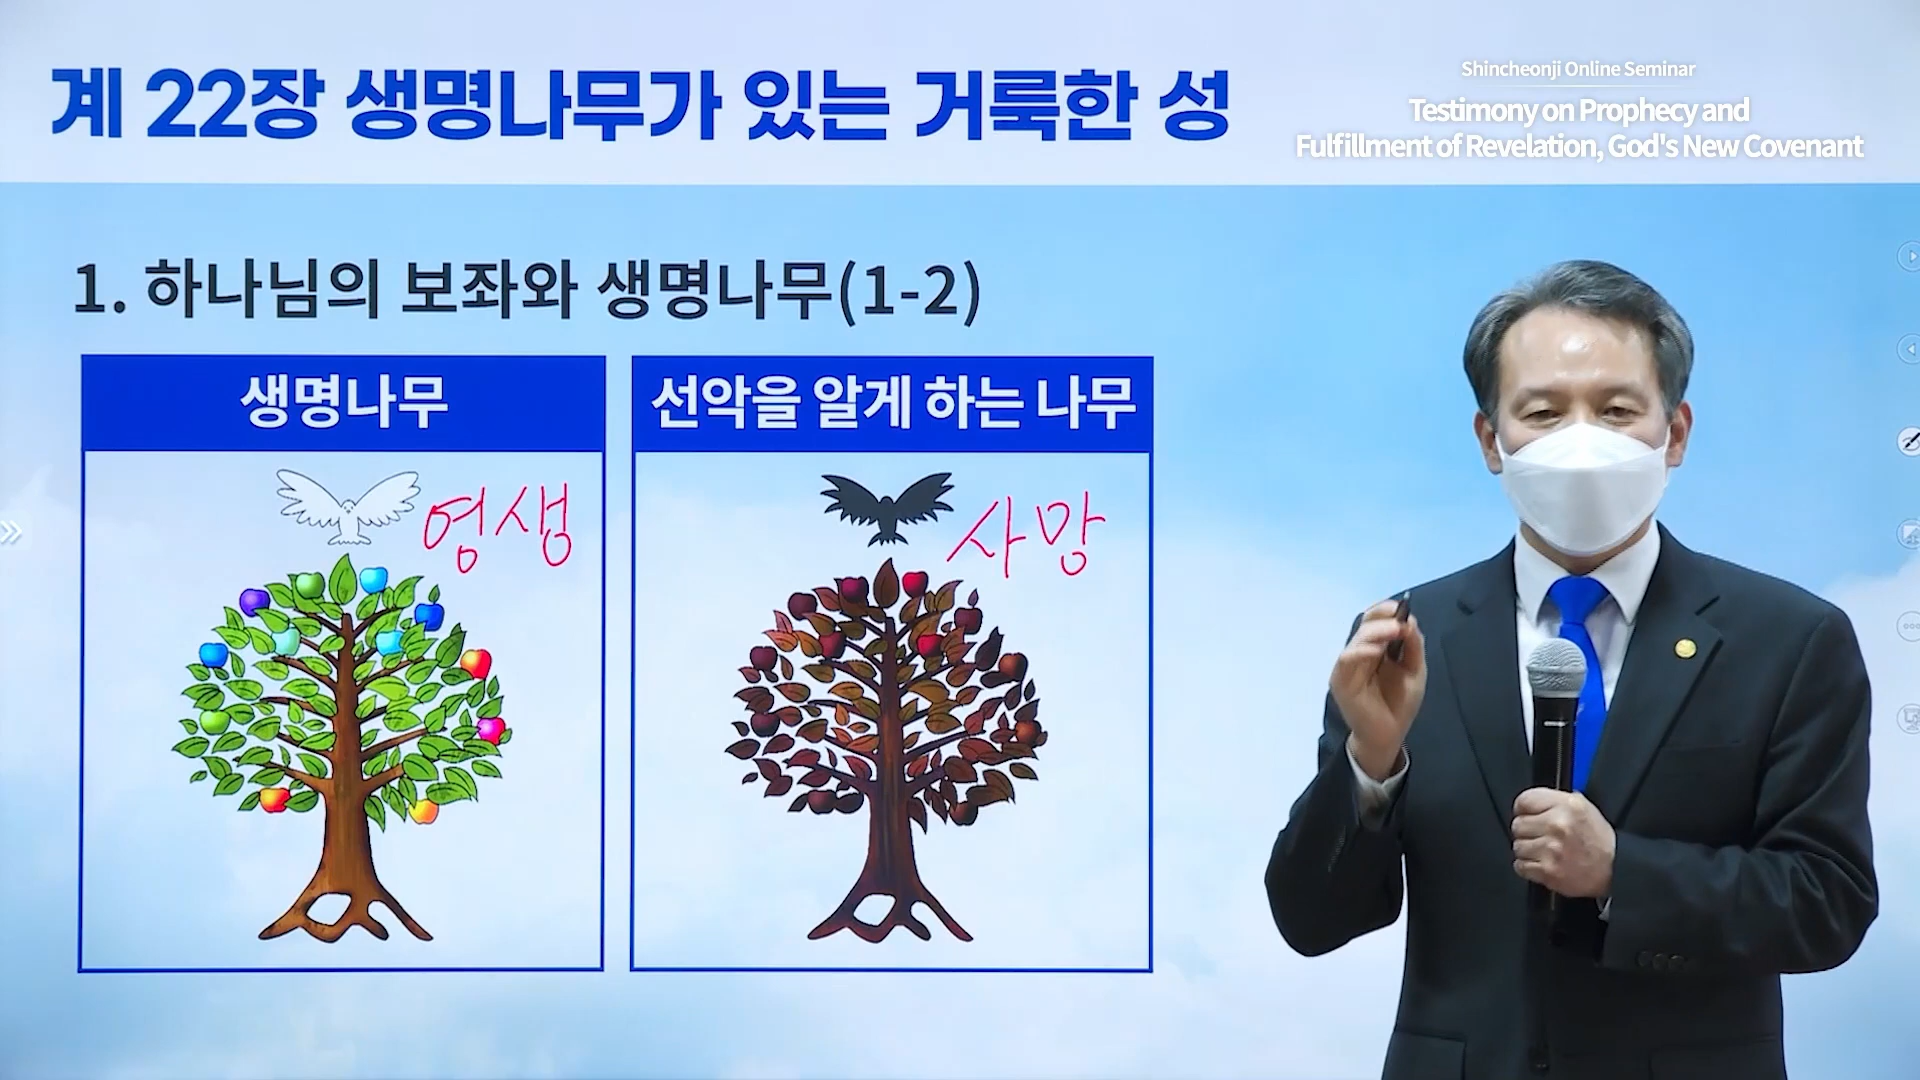 계 22장 생명나무가 있는 거룩한 성
Shincheonji Online Seminar
Testimony on Prophecy and
Fulfillment of Revelation, God's New Covenant
1. 하나님의 보좌와 생명나무(1-2)
생명나무
선악을 알게 하는 나무
영생
사망